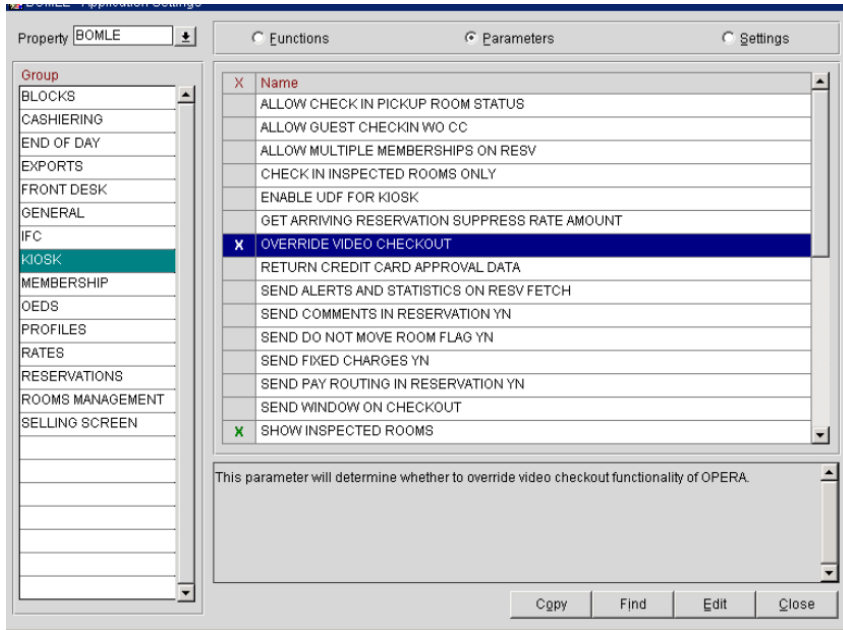 BOMLE - Application Settings
Property BOMLE
Functions Parameters Settings
Group
BLOCKS
CASHIERING
END OF DAY
EXPORTS
FRONT DESK
GENERAL
IFC
KIOSK
MEMBERSHIP
OEDS
PROFILES
RATES
RESERVATIONS
ROOMS MANAGEMENT
SELLING SCREEN
X Name
ALLOW CHECK IN PICKUP ROOM STATUS
ALLOW GUEST CHECKIN WO CC
ALLOW MULTIPLE MEMBERSHIPS ON RESV
CHECK IN INSPECTED ROOMS ONLY
ENABLE UDF FOR KIOSK
GET ARRIVING RESERVATION SUPPRESS RATE AMOUNT
X OVERRIDE VIDEO CHECKOUT
RETURN CREDIT CARD APPROVAL DATA
SEND ALERTS AND STATISTICS ON RESV FETCH
SEND COMMENTS IN RESERVATION YN
SEND DO NOT MOVE ROOM FLAG YN
SEND FIXED CHARGES YN
SEND PAY ROUTING IN RESERVATION YN
SEND WINDOW ON CHECKOUT
X SHOW INSPECTED ROOMS
This parameter will determine whether to override video checkout functionality of OPERA.
Copy Find Edit Close